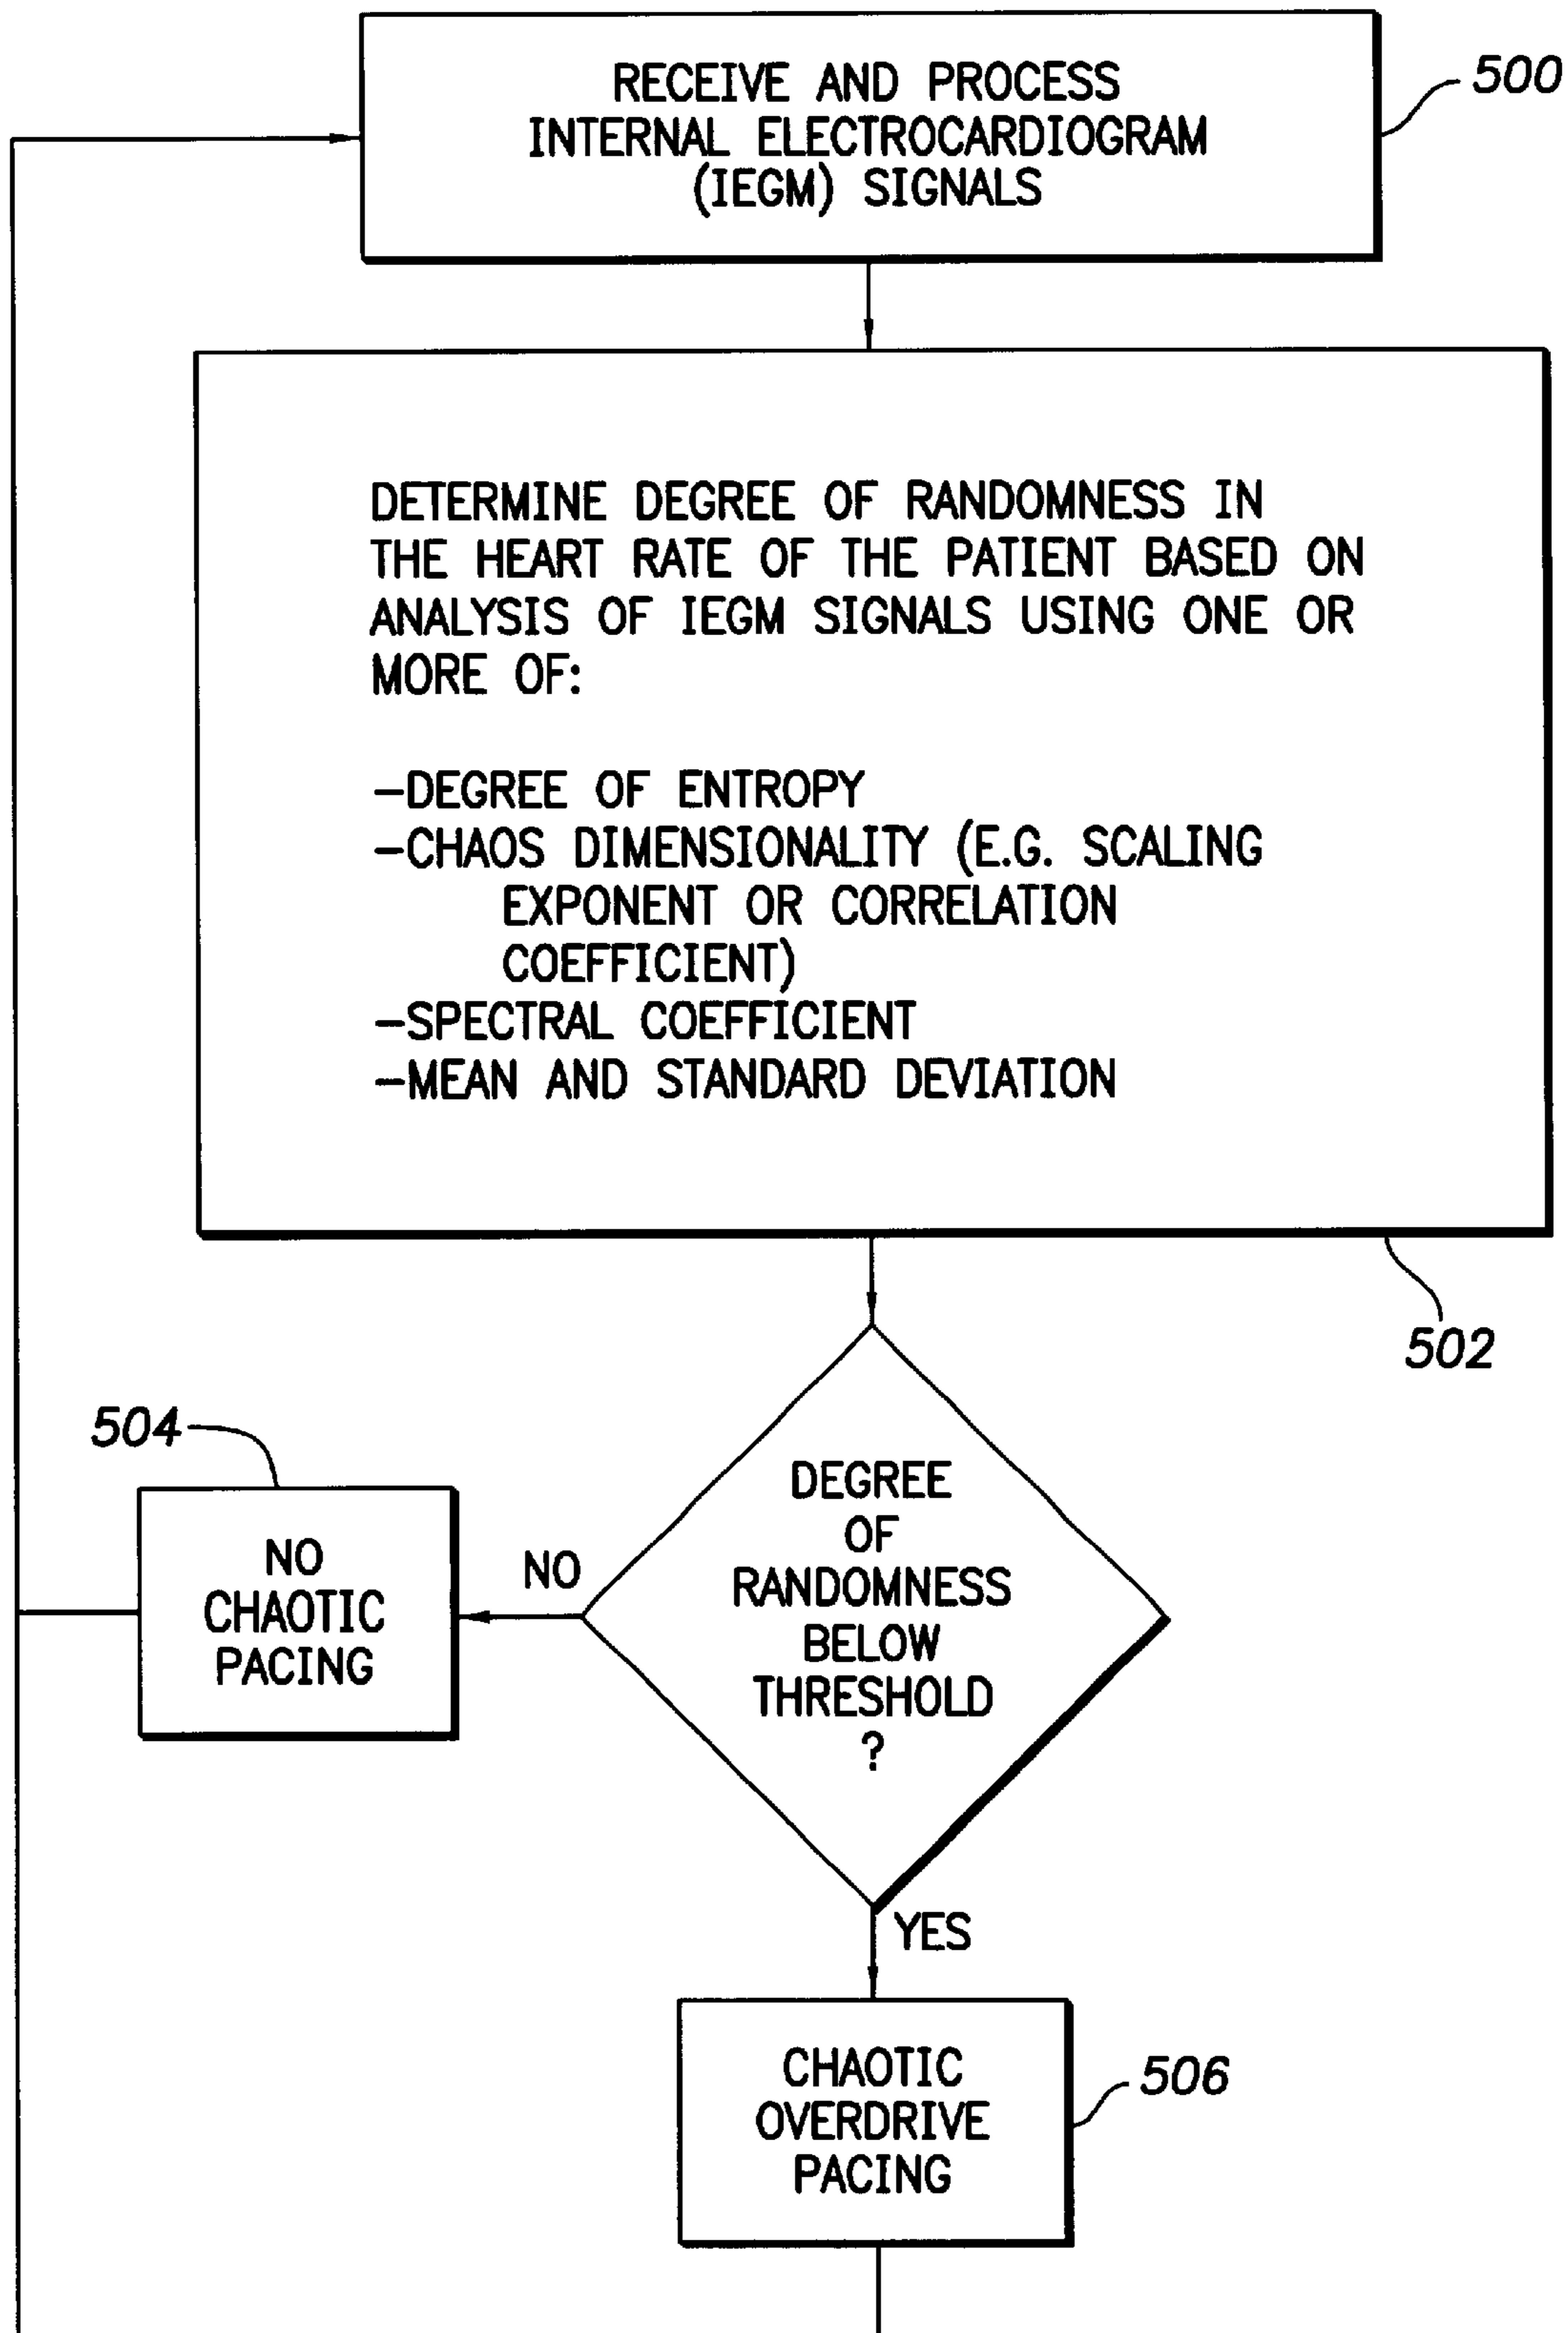 RECEIVE AND PROCESS
INTERNAL ELECTROCARDIOGRAM
(IEGM) SIGNALS
500
DETERMINE DEGREE OF RANDOMNESS IN
THE HEART RATE OF THE PATIENT BASED ON
ANALYSIS OF IEGM SIGNALS USING ONE OR
MORE OF:
-DEGREE OF ENTROPY
-CHAOS DIMENSIONALITY (E.G. SCALING
EXPONENT OR CORRELATION
COEFFICIENT)
-SPECTRAL COEFFICIENT
-MEAN AND STANDARD DEVIATION
502
504
NO
CHAOTIC
PACING
NO
DEGREE
OF
RANDOMNESS
BELOW
THRESHOLD
?
YES
CHAOTIC
OVERDRIVE
PACING
506